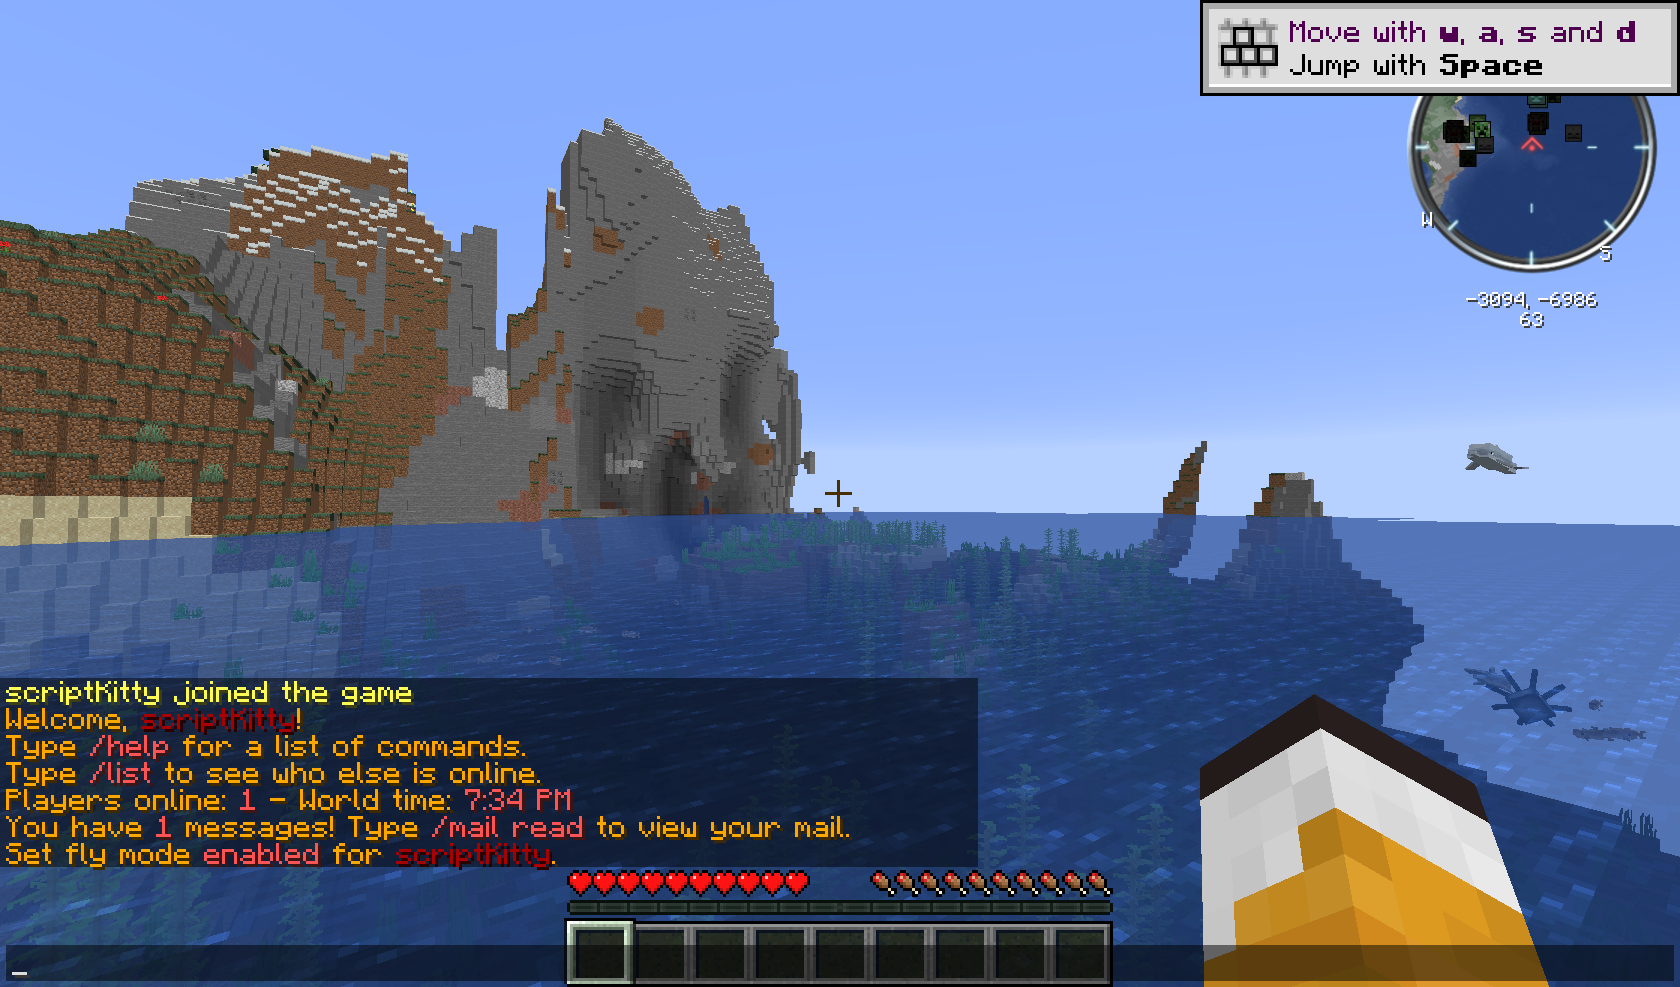 Move with w, a, s and d
Jump with Space
W
S
-3094, -6986
63
scriptKitty joined the game
Welcome, scriptKitty!
Type /help for a list of commands.
Type /list to see who else is online.
Players online: 1 - World time: 7:34 PM
You have 1 messages! Type /mail read to view your mail.
Set fly mode enabled for scriptKitty.
_